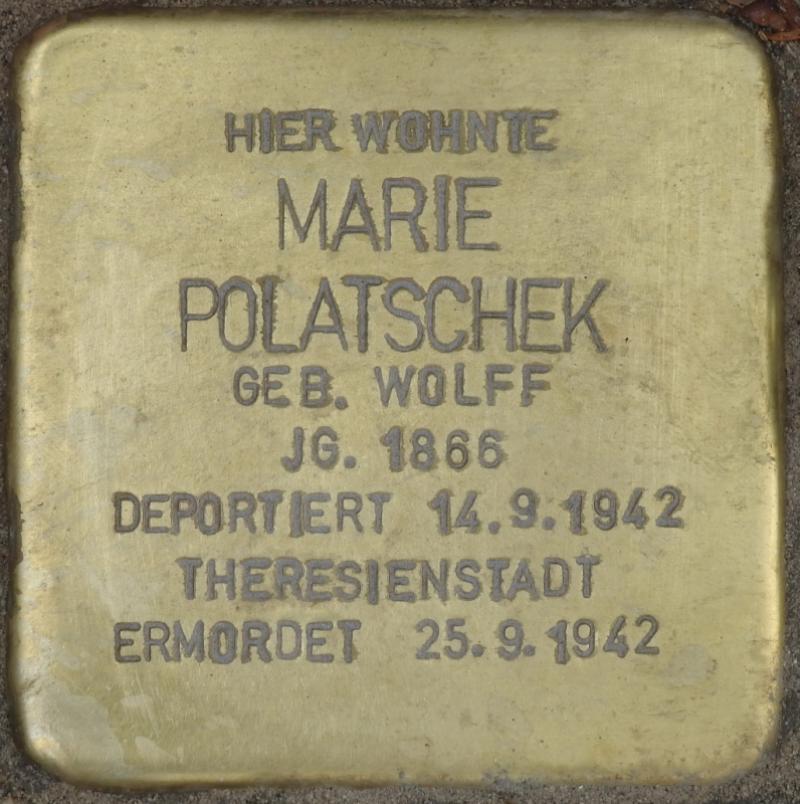 HIER WOHNTE
MARIE
POLATSCHEK
GEB. WOLFF
JG. 1866
DEPORTIERT 14.9.1942
THERESIENSTADT
ERMORDET 25.9.1942